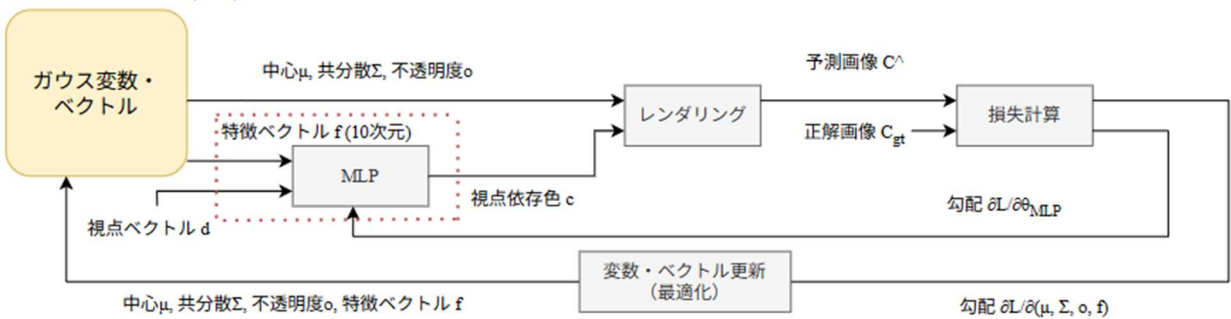 ガウス変数・
ベクトル
中心μ, 共分散Σ, 不透明度o
特徴ベクトル f (10次元)
MLP
視点ベクトル d
視点依存色 c
レンダリング
予測画像 C^
正解画像 C_gt
損失計算
勾配 ∂L/∂θ_MLP
変数・ベクトル更新
（最適化）
中心μ, 共分散Σ, 不透明度o, 特徴ベクトル f
勾配 ∂L/∂(μ, Σ, o, f)